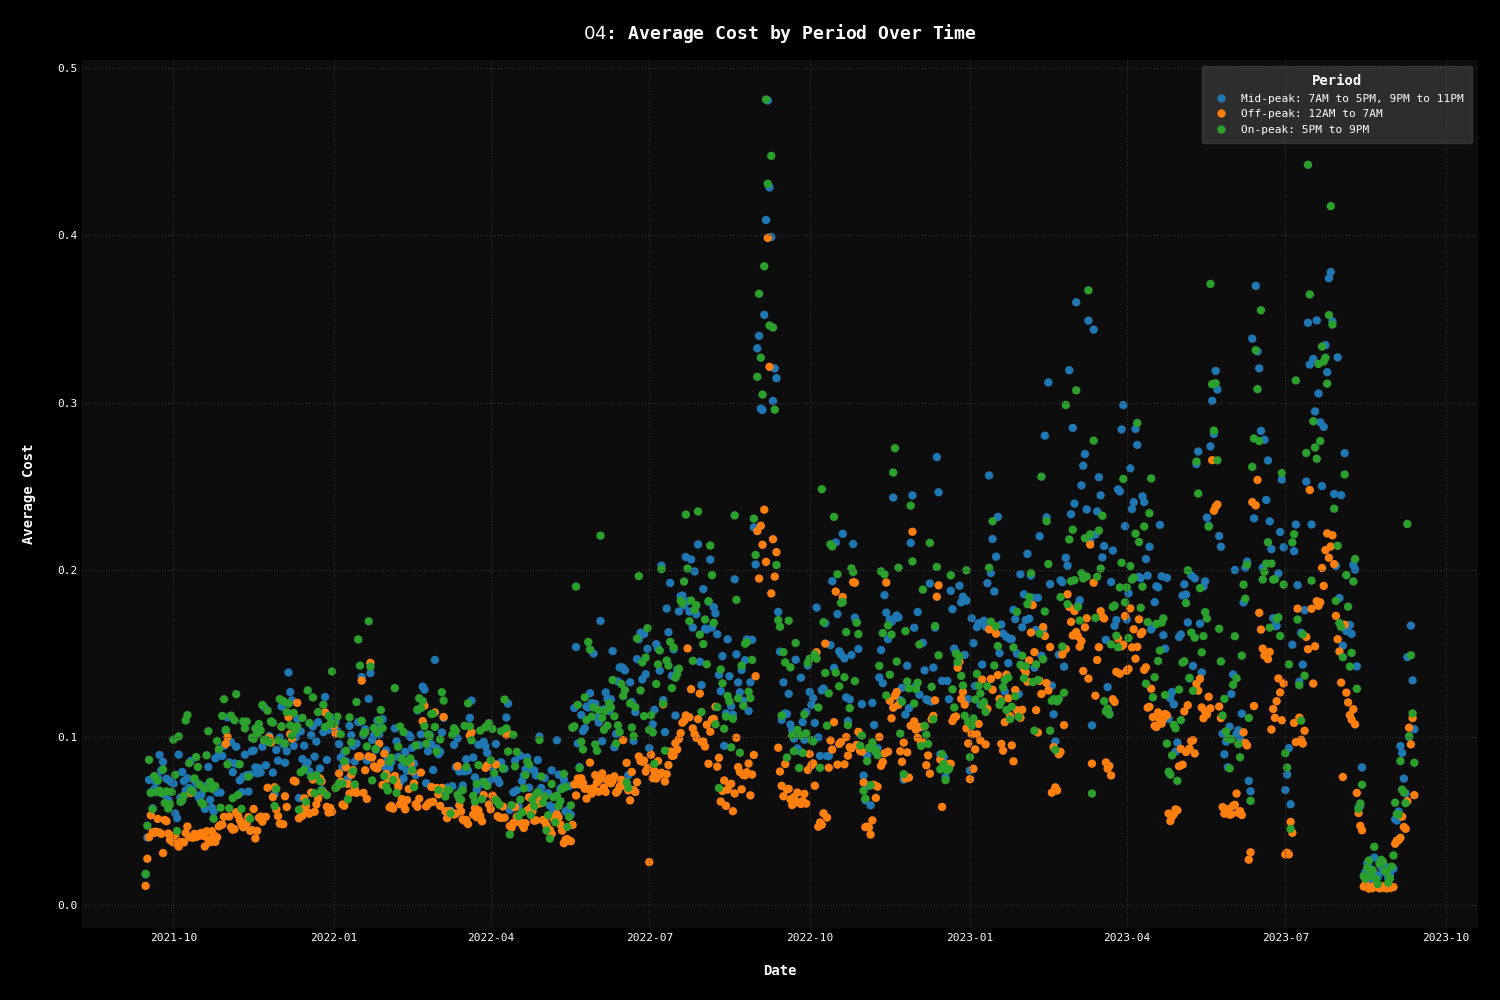 04: Average Cost by Period Over Time
Period
Mid-peak: 7AM to 5PM, 9PM to 11PM
Off-peak: 12AM to 7AM
On-peak: 5PM to 9PM
0.5
0.4
0.3
0.2
0.1
0.0
Average Cost
2021-10
2022-01
2022-04
2022-07
2022-10
2023-01
2023-04
2023-07
2023-10
Date